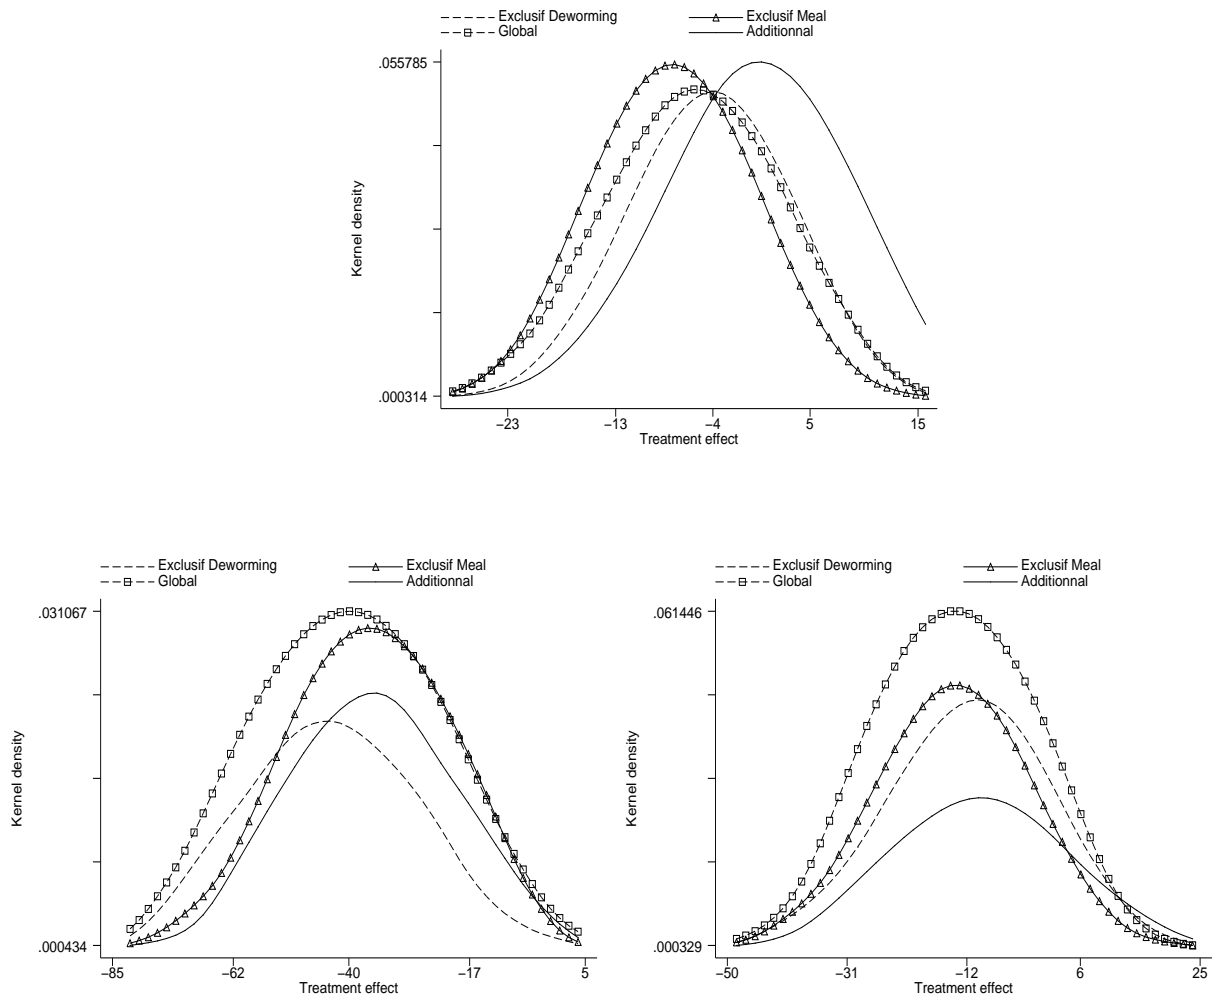 Exclusif Deworming Exclusif Meal
Global Additionnal
.055785
Kernel density
.000314
−23 −13 −4 5 15
Treatment effect
Exclusif Deworming Exclusif Meal
Global Additionnal
.031067
Kernel density
.000434
−85 −62 −40 −17 5
Treatment effect
Exclusif Deworming Exclusif Meal
Global Additionnal
.061446
Kernel density
.000329
−50 −31 −12 6 25
Treatment effect